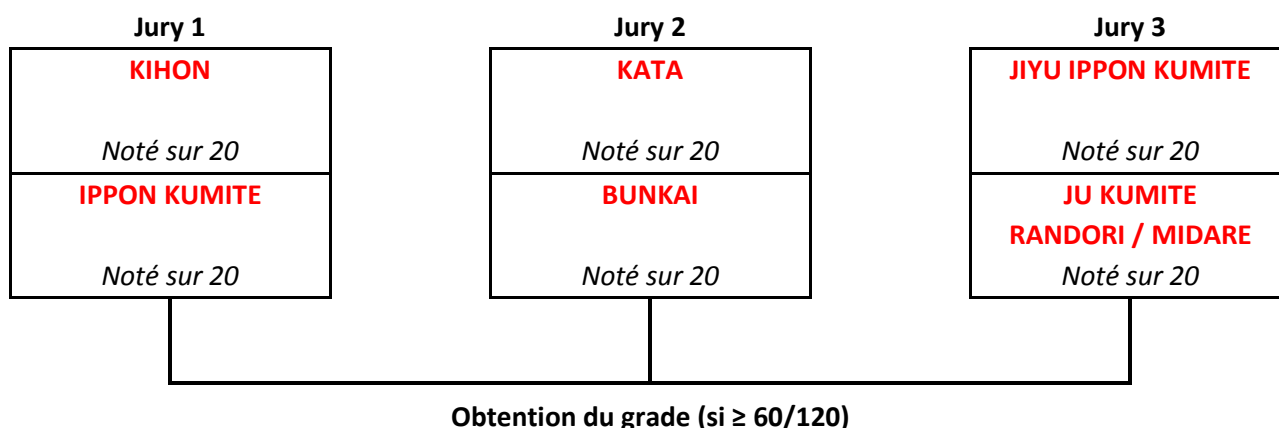 Jury 1
KIHON
Noté sur 20
IPPON KUMITE
Noté sur 20
Jury 2
KATA
Noté sur 20
BUNKAI
Noté sur 20
Jury 3
JIYU IPPON KUMITE
Noté sur 20
JU KUMITE
RANDORI / MIDARE
Noté sur 20
Obtention du grade (si ≥ 60/120)